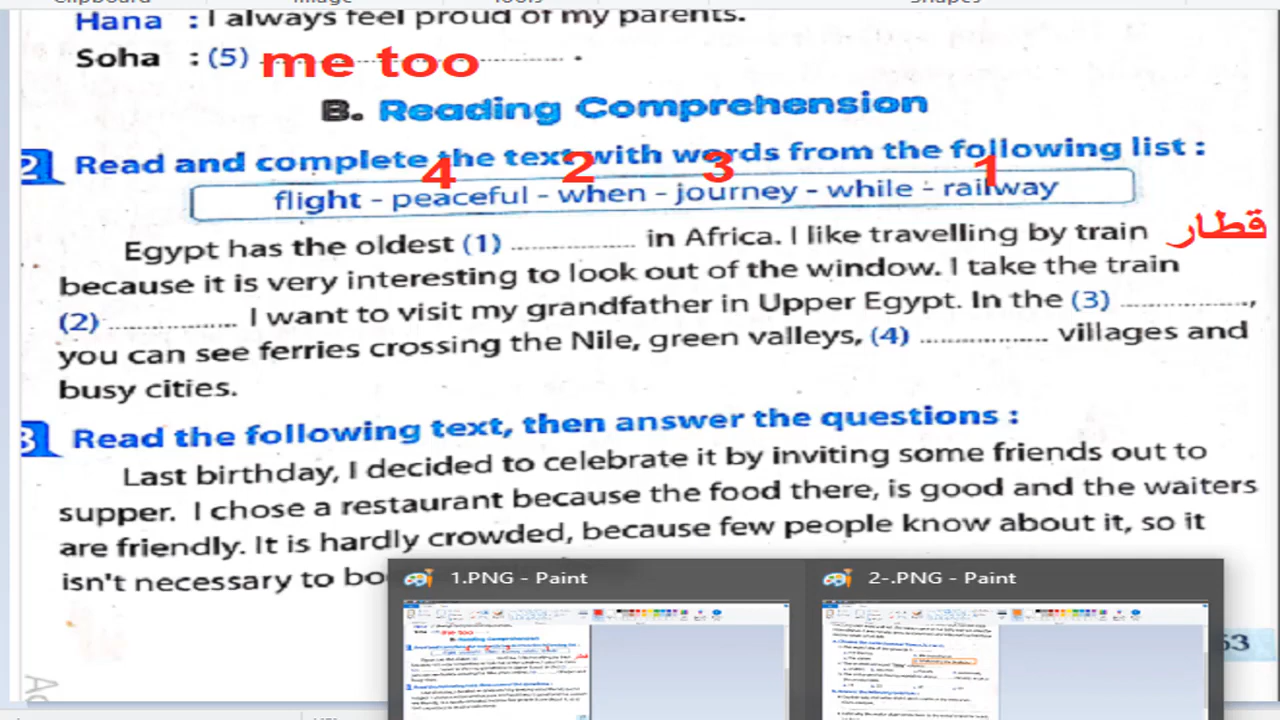 Hana : I always feel proud of my parents.
Soha : (5) me too .
B. Reading Comprehension
2 Read and complete the text with words from the following list :
4 2 3 1
flight - peaceful - when - journey - while - railway
Egypt has the oldest (1) .................. in Africa. I like travelling by train قطار
because it is very interesting to look out of the window. I take the train
(2) .................. I want to visit my grandfather in Upper Egypt. In the (3) ..................,
you can see ferries crossing the Nile, green valleys, (4) .................. villages and
busy cities.
3 Read the following text, then answer the questions :
Last birthday, I decided to celebrate it by inviting some friends out to
supper. I chose a restaurant because the food there, is good and the waiters
are friendly. It is hardly crowded, because few people know about it, so it
isn't necessary to bo
1.PNG - Paint
2-.PNG - Paint
53